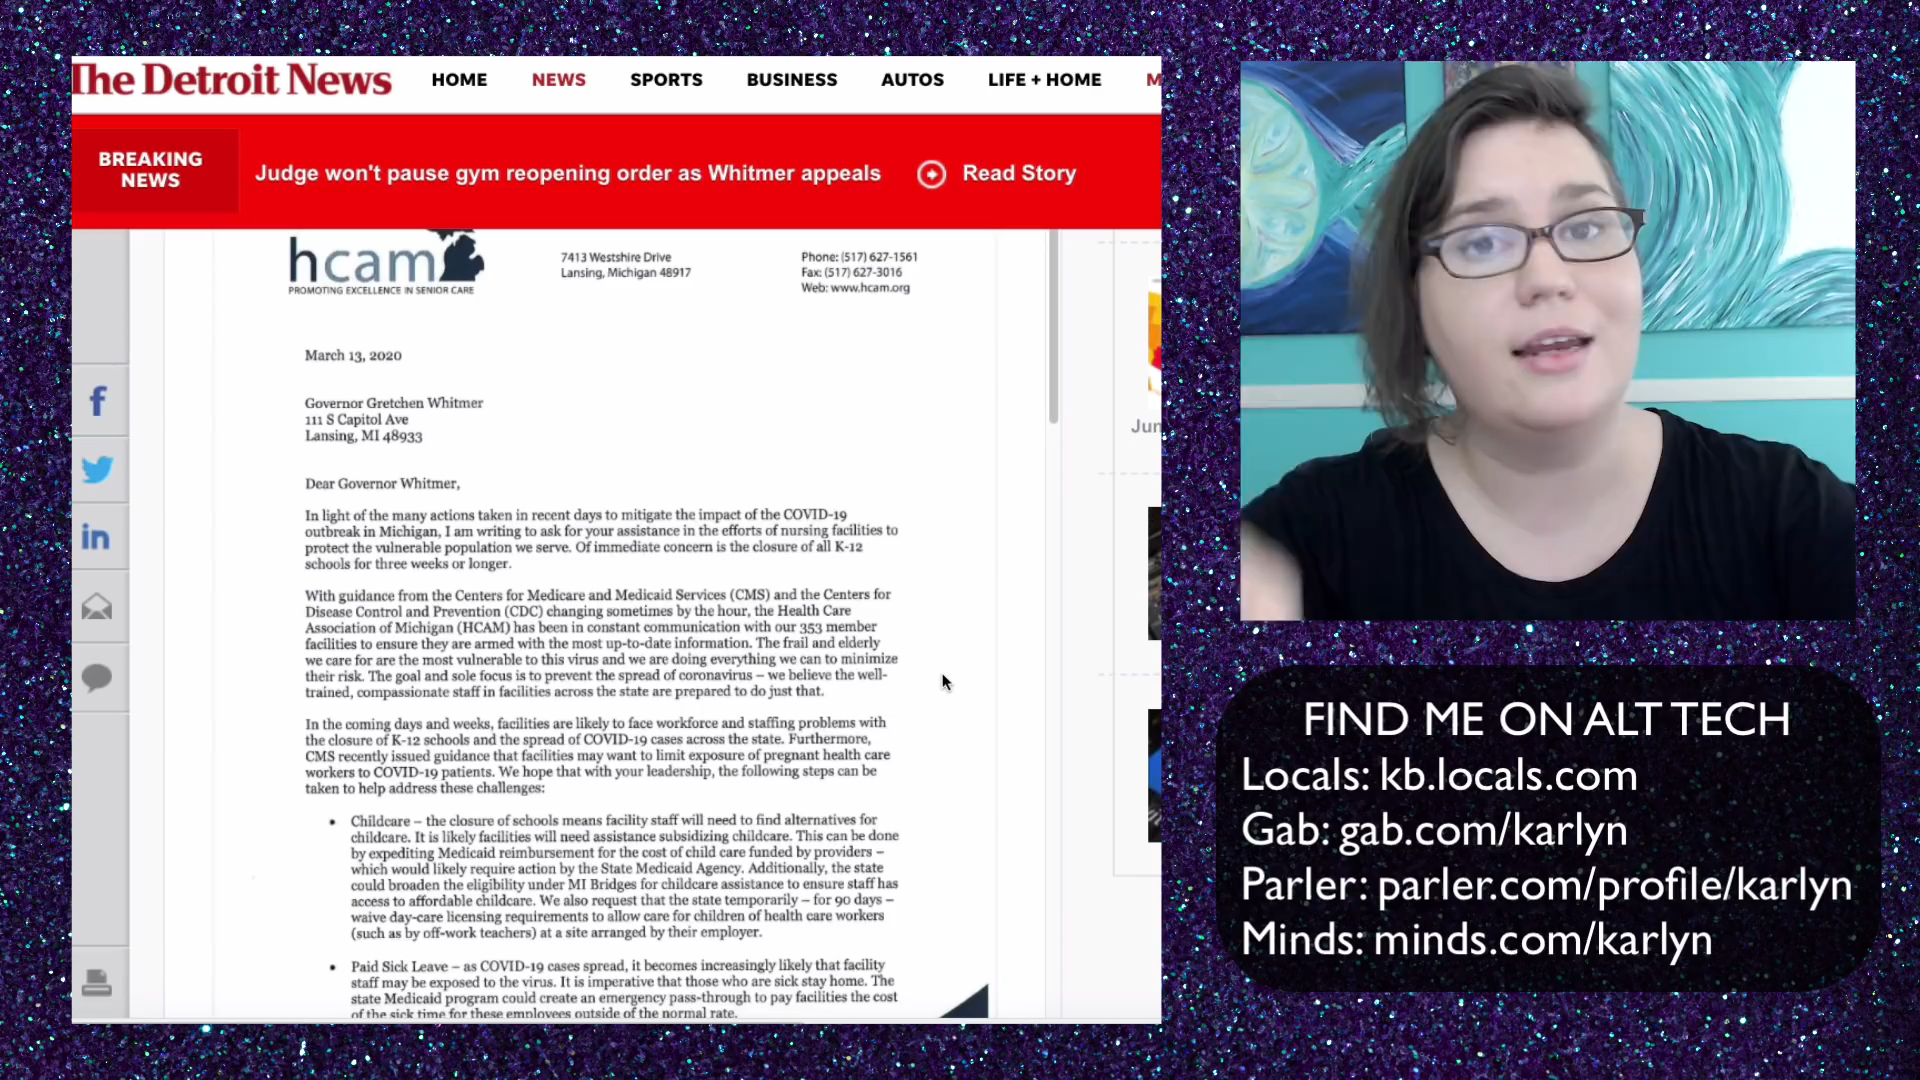 The Detroit News
HOME NEWS SPORTS BUSINESS AUTOS LIFE + HOME M
BREAKING
NEWS
Judge won't pause gym reopening order as Whitmer appeals
Read Story
hcam
PROMOTING EXCELLENCE IN SENIOR CARE
7413 Westshire Drive
Lansing, Michigan 48917
Phone: (517) 627-1561
Fax: (517) 627-3016
Web: www.hcam.org
March 13, 2020
Governor Gretchen Whitmer
111 S Capitol Ave
Lansing, MI 48933
Dear Governor Whitmer,
In light of the many actions taken in recent days to mitigate the impact of the COVID-19
outbreak in Michigan, I am writing to ask for your assistance in the efforts of nursing facilities to
protect the vulnerable population we serve. Of immediate concern is the closure of all K-12
schools for three weeks or longer.
With guidance from the Centers for Medicare and Medicaid Services (CMS) and the Centers for
Disease Control and Prevention (CDC) changing sometimes by the hour, the Health Care
Association of Michigan (HCAM) has been in constant communication with our 353 member
facilities to ensure they are armed with the most up-to-date information. The frail and elderly
we care for are the most vulnerable to this virus and we are doing everything we can to minimize
their risk. The goal and sole focus is to prevent the spread of coronavirus – we believe the well-
trained, compassionate staff in facilities across the state are prepared to do just that.
In the coming days and weeks, facilities are likely to face workforce and staffing problems with
the closure of K-12 schools and the spread of COVID-19 cases across the state. Furthermore,
CMS recently issued guidance that facilities may want to limit exposure of pregnant health care
workers to COVID-19 patients. We hope that with your leadership, the following steps can be
taken to help address these challenges:
• Childcare – the closure of schools means facility staff will need to find alternatives for
childcare. It is likely facilities will need assistance subsidizing childcare. This can be done
by expediting Medicaid reimbursement for the cost of child care funded by providers –
which would likely require action by the State Medicaid Agency. Additionally, the state
could broaden the eligibility under MI Bridges for childcare assistance to ensure staff has
access to affordable childcare. We also request that the state temporarily – for 90 days –
waive day-care licensing requirements to allow care for children of health care workers
(such as by off-work teachers) at a site arranged by their employer.
• Paid Sick Leave – as COVID-19 cases spread, it becomes increasingly likely that facility
staff may be exposed to the virus. It is imperative that those who are sick stay home. The
state Medicaid program could create an emergency pass-through to pay facilities the cost
of the sick time for these employees outside of the normal rate.
Jun
FIND ME ON ALT TECH
Locals: kb.locals.com
Gab: gab.com/karlyn
Parler: parler.com/profile/karlyn
Minds: minds.com/karlyn